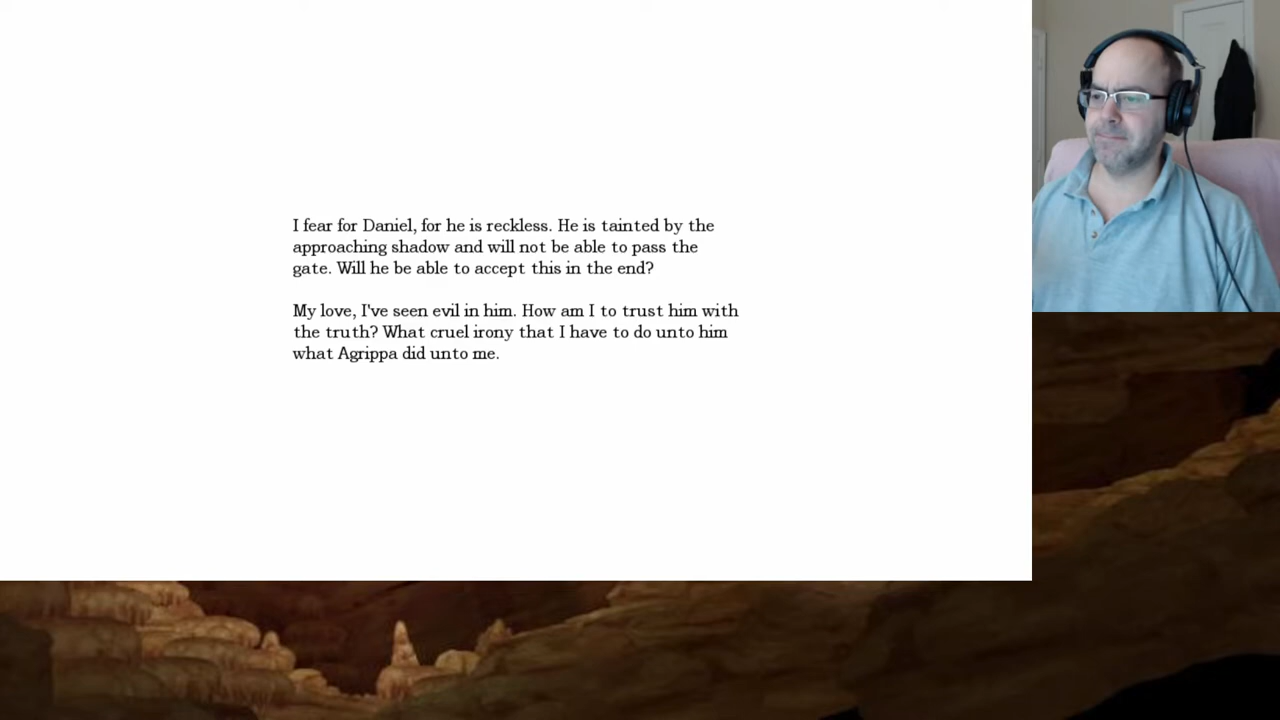 I fear for Daniel, for he is reckless. He is tainted by the
approaching shadow and will not be able to pass the
gate. Will he be able to accept this in the end?
My love, I've seen evil in him. How am I to trust him with
the truth? What cruel irony that I have to do unto him
what Agrippa did unto me.